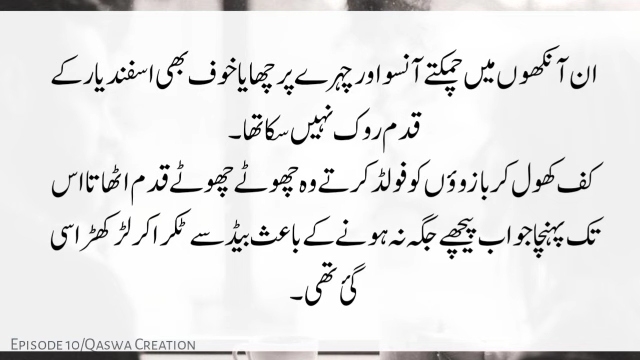 ان آنکھوں میں چمکتے آنسو اور چہرے پر چھایا خوف بھی اسفند یار کے
قدم روک نہیں سکا تھا۔
کف کھول کر بازوؤں کو فولڈ کرتے وہ چھوٹے چھوٹے قدم اٹھاتا اس
تک پہنچا جو اب پیچھے جگہ نہ ہونے کے باعث بیڈ سے ٹکرا کر لڑکھڑا سی
گئی تھی۔
Episode 10/Qaswa Creation